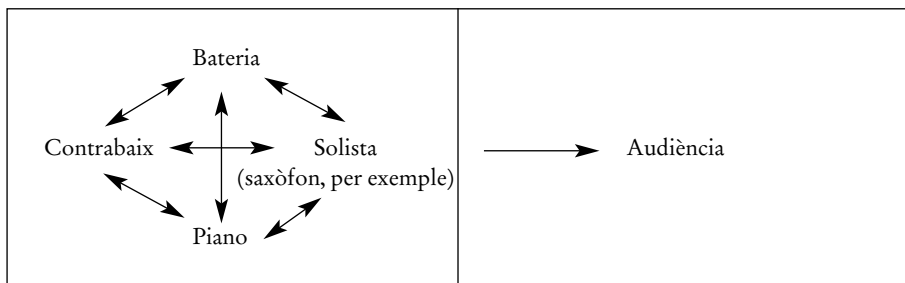 Bateria
Contrabaix
Solista
(saxòfon, per exemple)
Piano
Audiència